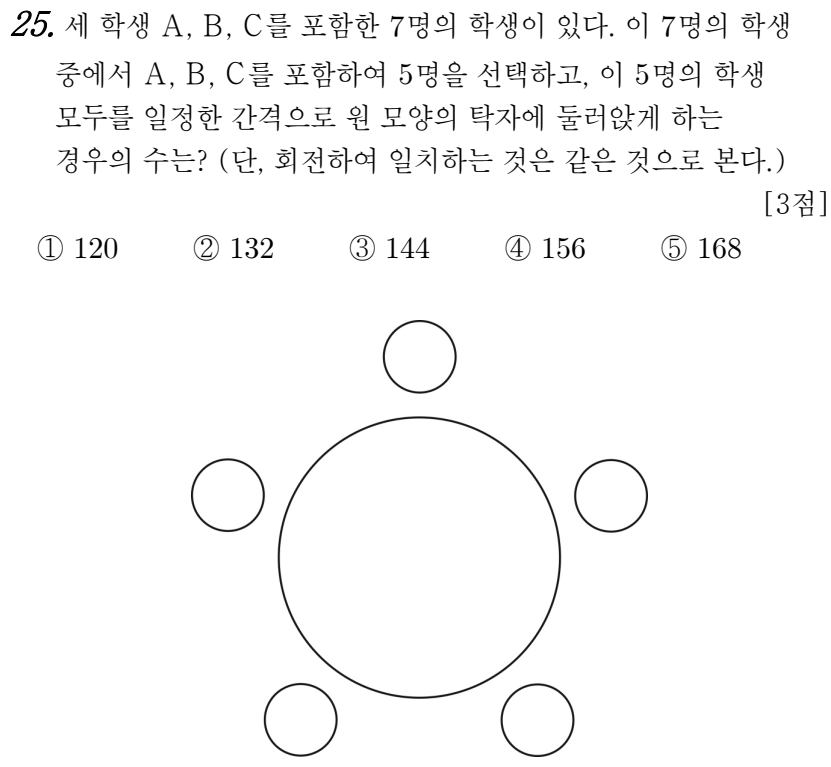 25. 세 학생 A, B, C를 포함한 7명의 학생이 있다. 이 7명의 학생
중에서 A, B, C를 포함하여 5명을 선택하고, 이 5명의 학생
모두를 일정한 간격으로 원 모양의 탁자에 둘러앉게 하는
경우의 수는? (단, 회전하여 일치하는 것은 같은 것으로 본다.)
[3점]
① 120 ② 132 ③ 144 ④ 156 ⑤ 168